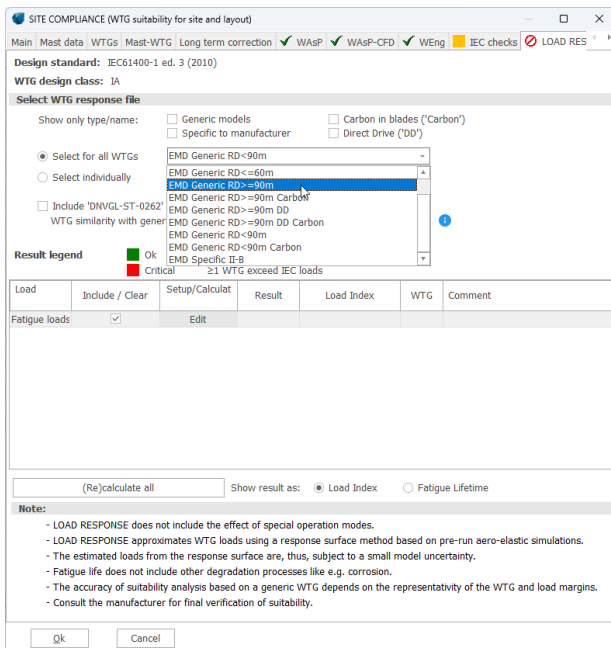 SITE COMPLIANCE (WTG suitability for site and layout)
Main Mast data WTGs Mast-WTG Long term correction WAsP WAsP-CFD WEng IEC checks LOAD RES
Design standard: IEC61400-1 ed. 3 (2010)
WTG design class: IA
Select WTG response file
Show only type/name: Generic models Carbon in blades ('Carbon')
Specific to manufacturer Direct Drive ('DD')
Select for all WTGs EMD Generic RD<90m
Select individually EMD Generic RD<=60m
EMD Generic RD>=90m
EMD Generic RD>=90m Carbon
Include 'DNVGL-ST-0262' EMD Generic RD>=90m DD
WTG similarity with gener EMD Generic RD>=90m DD Carbon
EMD Generic RD<90m
EMD Generic RD<90m Carbon
EMD Specific II-B
Result legend Ok
Critical ≥1 WTG exceed IEC loads
Load Include / Clear Setup/Calculat Result Load Index WTG Comment
Fatigue loads Edit
(Re)calculate all Show result as: Load Index Fatigue Lifetime
Note:
- LOAD RESPONSE does not include the effect of special operation modes.
- LOAD RESPONSE approximates WTG loads using a response surface method based on pre-run aero-elastic simulations.
- The estimated loads from the response surface are, thus, subject to a small model uncertainty.
- Fatigue life does not include other degradation processes like e.g. corrosion.
- The accuracy of suitability analysis based on a generic WTG depends on the representativity of the WTG and load margins.
- Consult the manufacturer for final verification of suitability.
Ok Cancel